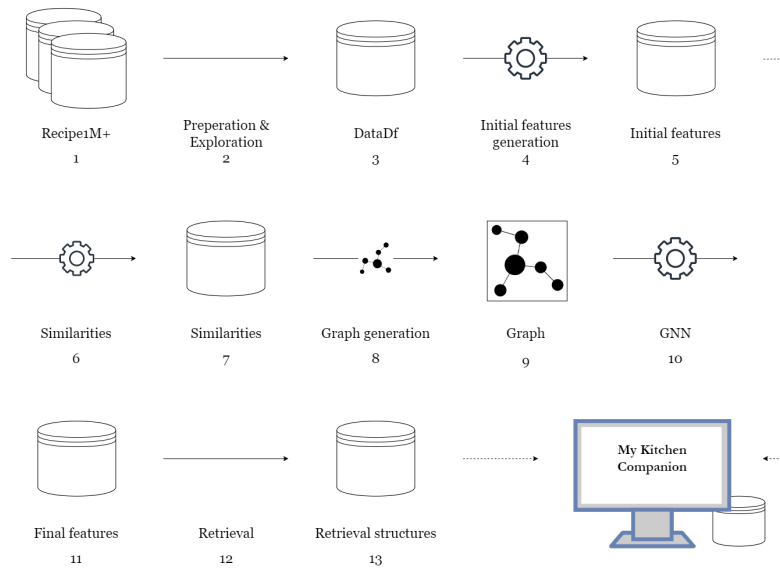 Recipe1M+
1
Preperation &
Exploration
2
DataDf
3
Initial features
generation
4
Initial features
5
Similarities
6
Similarities
7
Graph generation
8
Graph
9
GNN
10
Final features
11
Retrieval
12
Retrieval structures
13
My Kitchen
Companion